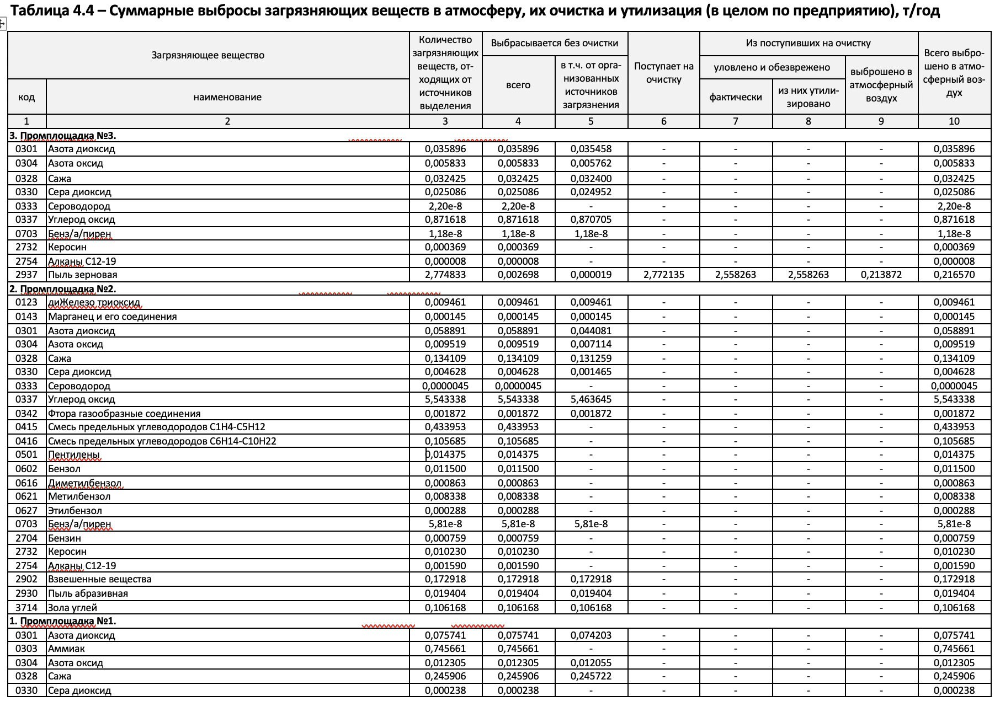 Таблица 4.4 – Суммарные выбросы загрязняющих веществ в атмосферу, их очистка и утилизация (в целом по предприятию), т/год
Загрязняющее вещество
код
наименование
Количество
загрязняющих
веществ, от-
ходящих от
источников
выделения
Выбрасывается без очистки
всего
в т.ч. от орга-
низованных
источников
загрязнения
Поступает на
очистку
Из поступивших на очистку
уловлено и обезврежено
фактически
из них утили-
зировано
выброшено в
атмосферный
воздух
Всего выбро-
шено в атмо-
сферный воз-
дух
1 2 3 4 5 6 7 8 9 10
3. Промплощадка №3.
0301 Азота диоксид 0,035896 0,035896 0,035458 - - - - 0,035896
0304 Азота оксид 0,005833 0,005833 0,005762 - - - - 0,005833
0328 Сажа 0,032425 0,032425 0,032400 - - - - 0,032425
0330 Сера диоксид 0,025086 0,025086 0,024952 - - - - 0,025086
0333 Сероводород 2,20e-8 2,20e-8 - - - - - 2,20e-8
0337 Углерод оксид 0,871618 0,871618 0,870705 - - - - 0,871618
0703 Бенз/а/пирен 1,18e-8 1,18e-8 1,18e-8 - - - - 1,18e-8
2732 Керосин 0,000369 0,000369 - - - - - 0,000369
2754 Алканы С12-19 0,000008 0,000008 - - - - - 0,000008
2937 Пыль зерновая 2,774833 0,002698 0,000019 2,772135 2,558263 2,558263 0,213872 0,216570
2. Промплощадка №2.
0123 диЖелезо триоксид 0,009461 0,009461 0,009461 - - - - 0,009461
0143 Марганец и его соединения 0,000145 0,000145 0,000145 - - - - 0,000145
0301 Азота диоксид 0,058891 0,058891 0,044081 - - - - 0,058891
0304 Азота оксид 0,009519 0,009519 0,007114 - - - - 0,009519
0328 Сажа 0,134109 0,134109 0,131259 - - - - 0,134109
0330 Сера диоксид 0,004628 0,004628 0,001465 - - - - 0,004628
0333 Сероводород 0,0000045 0,0000045 - - - - - 0,0000045
0337 Углерод оксид 5,543338 5,543338 5,463645 - - - - 5,543338
0342 Фтора газообразные соединения 0,001872 0,001872 0,001872 - - - - 0,001872
0415 Смесь предельных углеводородов С1Н4-С5Н12 0,433953 0,433953 - - - - - 0,433953
0416 Смесь предельных углеводородов С6Н14-С10Н22 0,105685 0,105685 - - - - - 0,105685
0501 Пентилены 0,014375 0,014375 - - - - - 0,014375
0602 Бензол 0,011500 0,011500 - - - - - 0,011500
0616 Диметилбензол 0,000863 0,000863 - - - - - 0,000863
0621 Метилбензол 0,008338 0,008338 - - - - - 0,008338
0627 Этилбензол 0,000288 0,000288 - - - - - 0,000288
0703 Бенз/а/пирен 5,81e-8 5,81e-8 5,81e-8 - - - - 5,81e-8
2704 Бензин 0,000759 0,000759 - - - - - 0,000759
2732 Керосин 0,010230 0,010230 - - - - - 0,010230
2754 Алканы С12-19 0,001590 0,001590 - - - - - 0,001590
2902 Взвешенные вещества 0,172918 0,172918 0,172918 - - - - 0,172918
2930 Пыль абразивная 0,019404 0,019404 0,019404 - - - - 0,019404
3714 Зола углей 0,106168 0,106168 0,106168 - - - - 0,106168
1. Промплощадка №1.
0301 Азота диоксид 0,075741 0,075741 0,074203 - - - - 0,075741
0303 Аммиак 0,745661 0,745661 - - - - - 0,745661
0304 Азота оксид 0,012305 0,012305 0,012055 - - - - 0,012305
0328 Сажа 0,245906 0,245906 0,245722 - - - - 0,245906
0330 Сера диоксид 0,000238 0,000238 - - - - - 0,000238